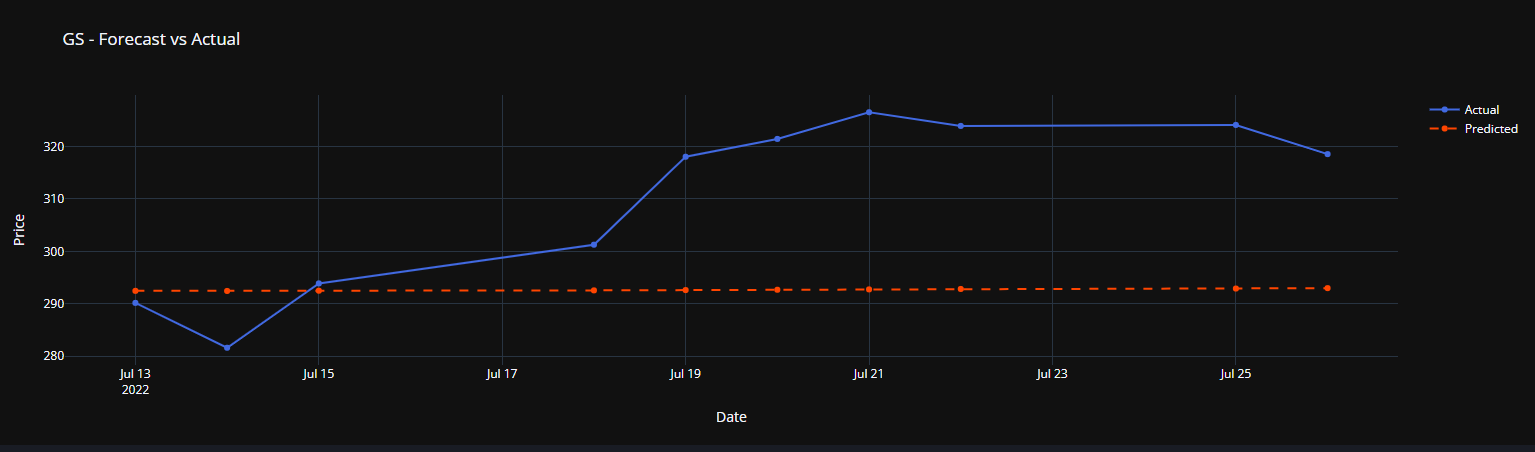 GS - Forecast vs Actual
Actual
Predicted
Price
320
310
300
290
280
Jul 13
2022
Jul 15
Jul 17
Jul 19
Jul 21
Jul 23
Jul 25
Date